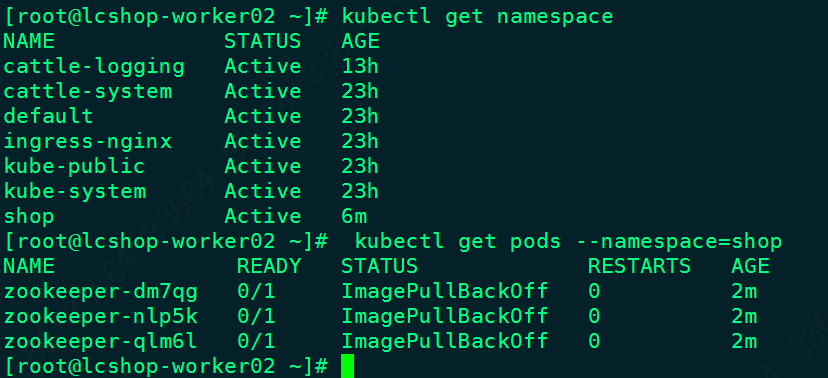 [root@lcshop-worker02 ~]# kubectl get namespace
NAME              STATUS   AGE
cattle-logging    Active   13h
cattle-system     Active   23h
default           Active   23h
ingress-nginx     Active   23h
kube-public       Active   23h
kube-system       Active   23h
shop              Active   6m
[root@lcshop-worker02 ~]#  kubectl get pods --namespace=shop
NAME               READY   STATUS             RESTARTS   AGE
zookeeper-dm7qg    0/1     ImagePullBackOff   0          2m
zookeeper-nlp5k    0/1     ImagePullBackOff   0          2m
zookeeper-qlm6l    0/1     ImagePullBackOff   0          2m
[root@lcshop-worker02 ~]#